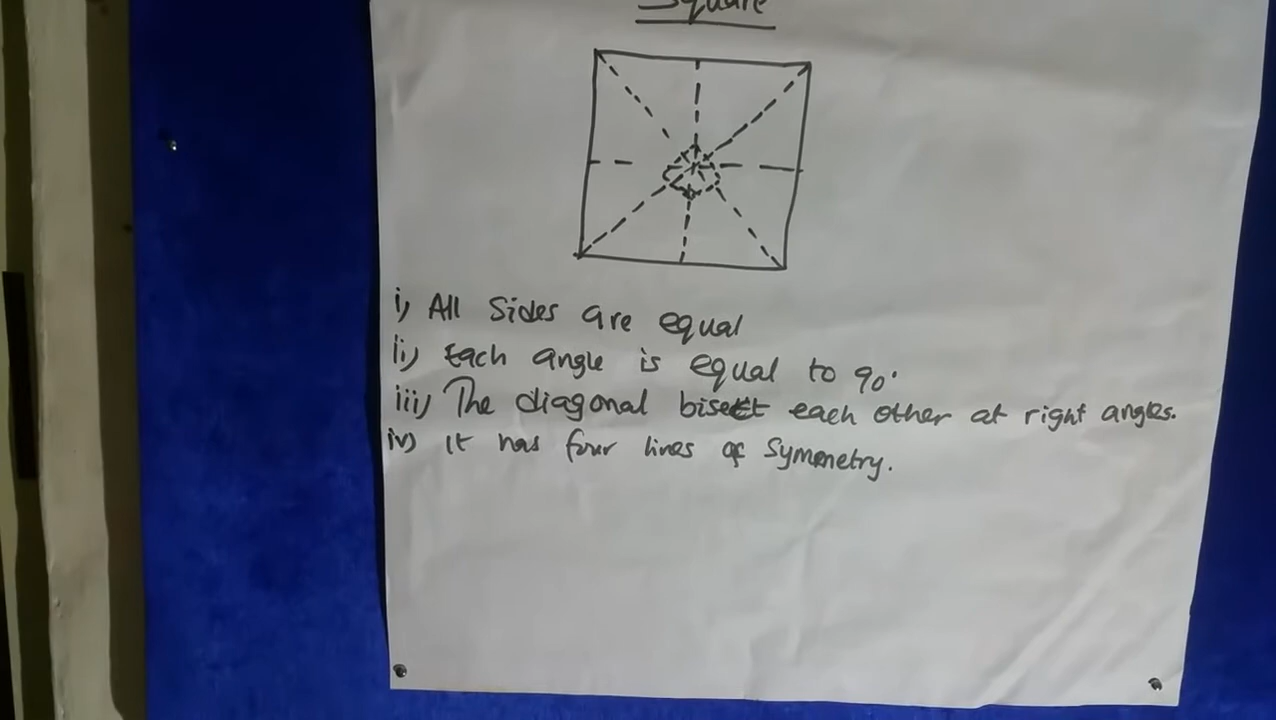 Square
i) All Sides are equal
ii) Each angle is equal to 90°
iii) The diagonal bisect each other at right angles.
iv) It has four lines of Symmetry.